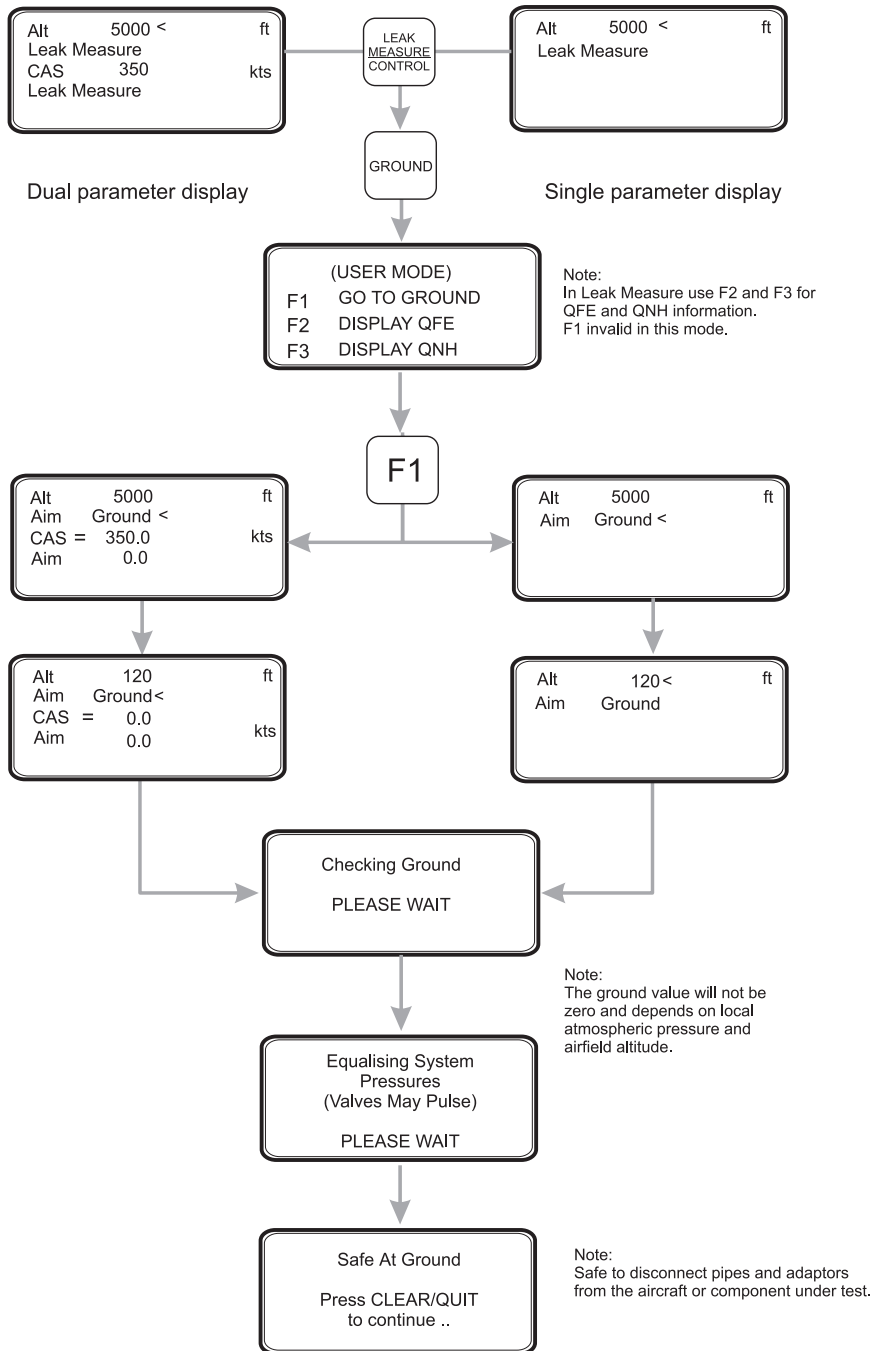 Alt 5000 < ft
Leak Measure
CAS 350 kts
Leak Measure
LEAK
MEASURE
CONTROL
Alt 5000 < ft
Leak Measure
GROUND
Dual parameter display
Single parameter display
(USER MODE)
F1 GO TO GROUND
F2 DISPLAY QFE
F3 DISPLAY QNH
Note:
In Leak Measure use F2 and F3 for
QFE and QNH information.
F1 invalid in this mode.
F1
Alt 5000 ft
Aim Ground <
CAS = 350.0 kts
Aim 0.0
Alt 5000 ft
Aim Ground <
Alt 120 ft
Aim Ground<
CAS = 0.0
Aim 0.0 kts
Alt 120 < ft
Aim Ground
Checking Ground
PLEASE WAIT
Note:
The ground value will not be
zero and depends on local
atmospheric pressure and
airfield altitude.
Equalising System
Pressures
(Valves May Pulse)
PLEASE WAIT
Safe At Ground
Press CLEAR/QUIT
to continue ..
Note:
Safe to disconnect pipes and adaptors
from the aircraft or component under test.